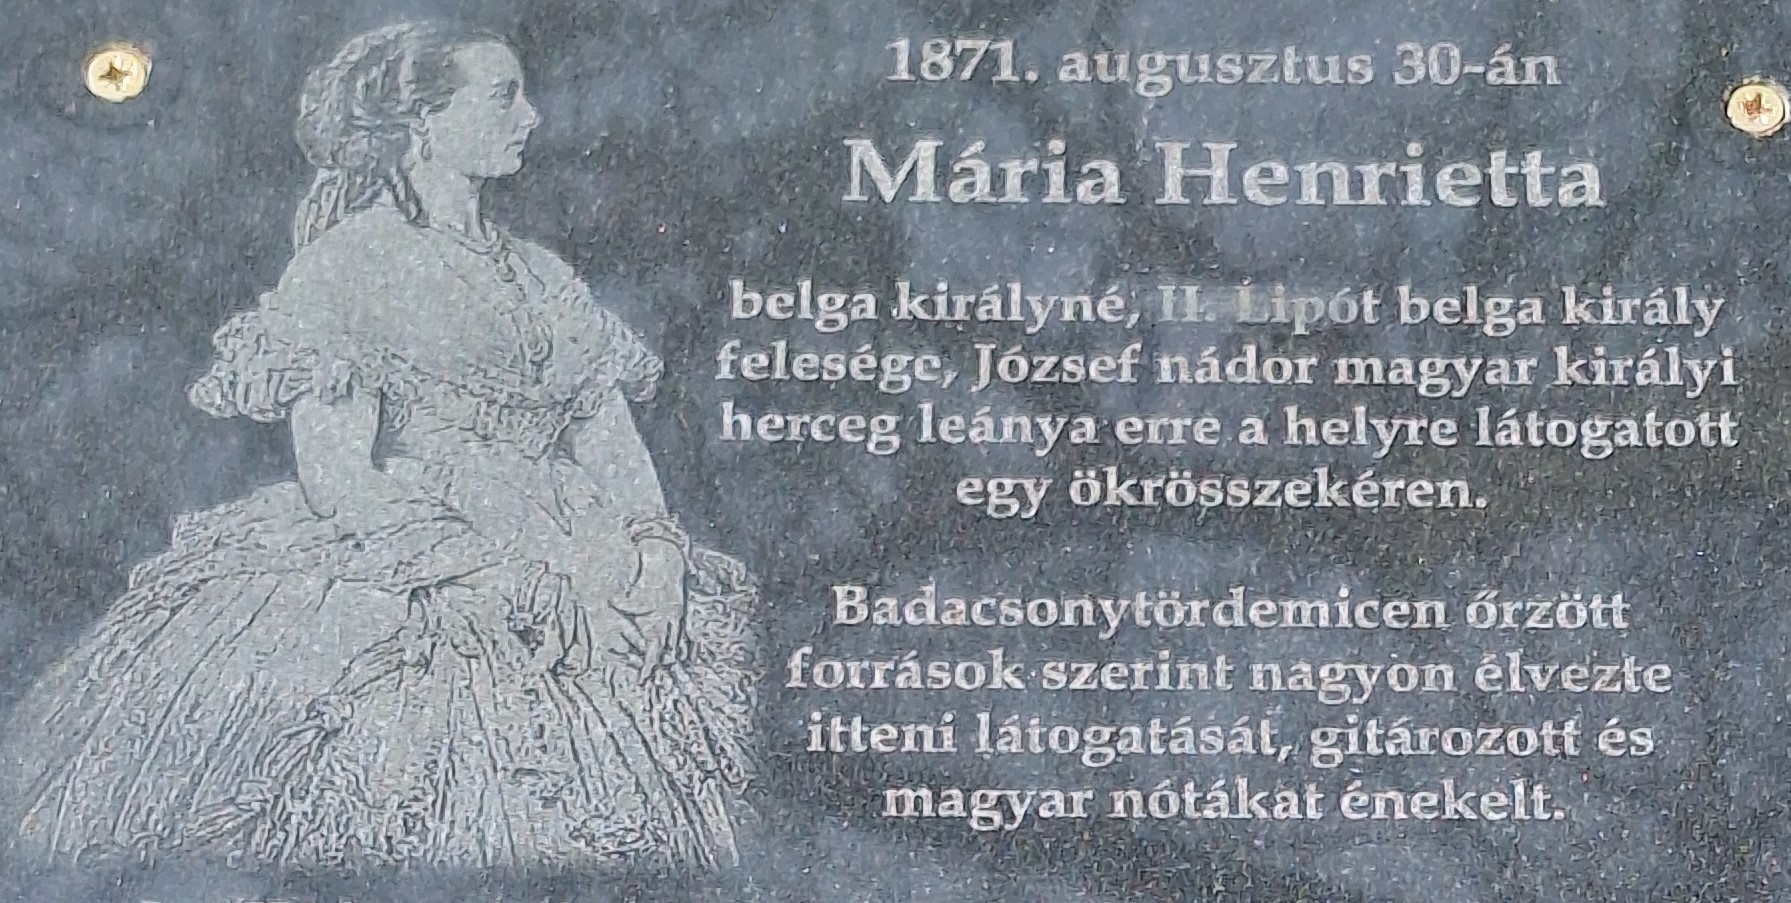 1871. augusztus 30-án
Mária Henrietta
belga királyné, II. Lipót belga király
felesége, József nádor magyar királyi
herceg leánya erre a helyre látogatott
egy ökrösszekéren.
Badacsonytördemicen őrzött
források szerint nagyon élvezte
itteni látogatását, gitározott és
magyar nótákat énekelt.